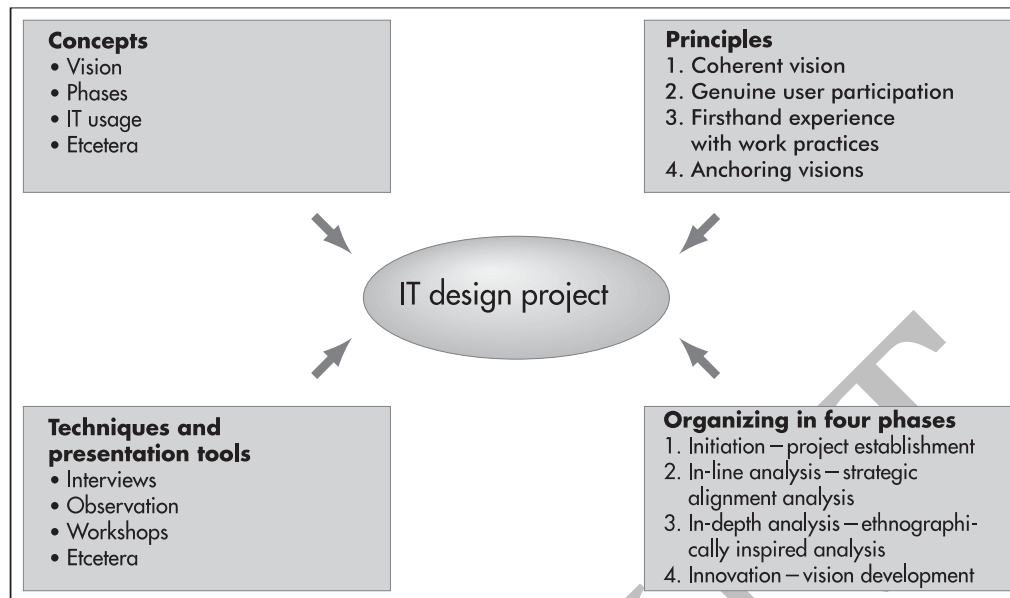 Concepts
• Vision
• Phases
• IT usage
• Etcetera
Principles
1. Coherent vision
2. Genuine user participation
3. Firsthand experience
with work practices
4. Anchoring visions
IT design project
Techniques and
presentation tools
• Interviews
• Observation
• Workshops
• Etcetera
Organizing in four phases
1. Initiation – project establishment
2. In-line analysis – strategic
alignment analysis
3. In-depth analysis – ethnographi-
cally inspired analysis
4. Innovation – vision development